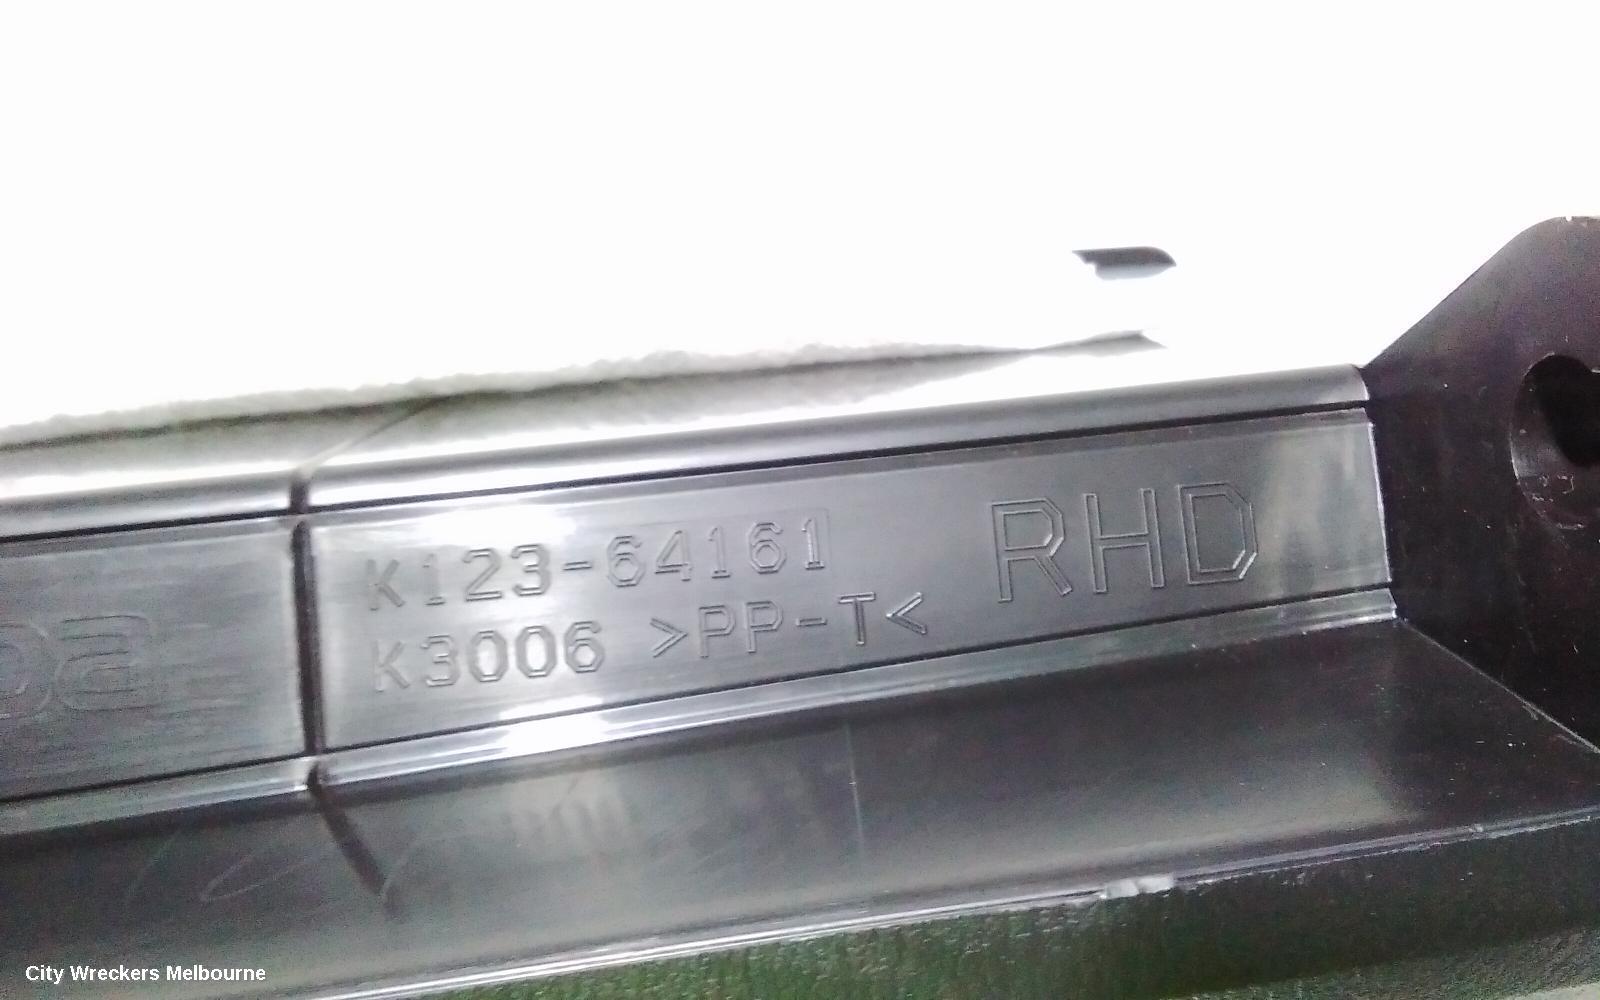 K123-64161
K3006 >PP-T<
RHD
City Wreckers Melbourne